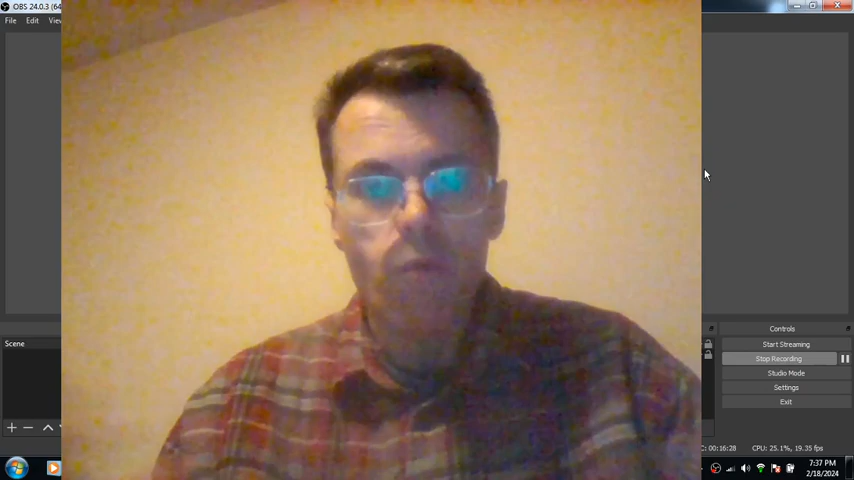 OBS 24.0.3 (64
File Edit Vie
Scene
Controls
Start Streaming
Stop Recording
Studio Mode
Settings
Exit
C: 00:16:28 CPU: 25.1%, 19.35 fps
7:37 PM
2/18/2024